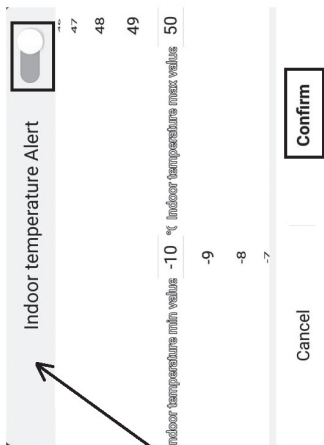 Indoor temperature Alert
47
48
49
ndoor temperature min value -10 °C Indoor temperature max value 50
-9
-8
-7
Cancel Confirm